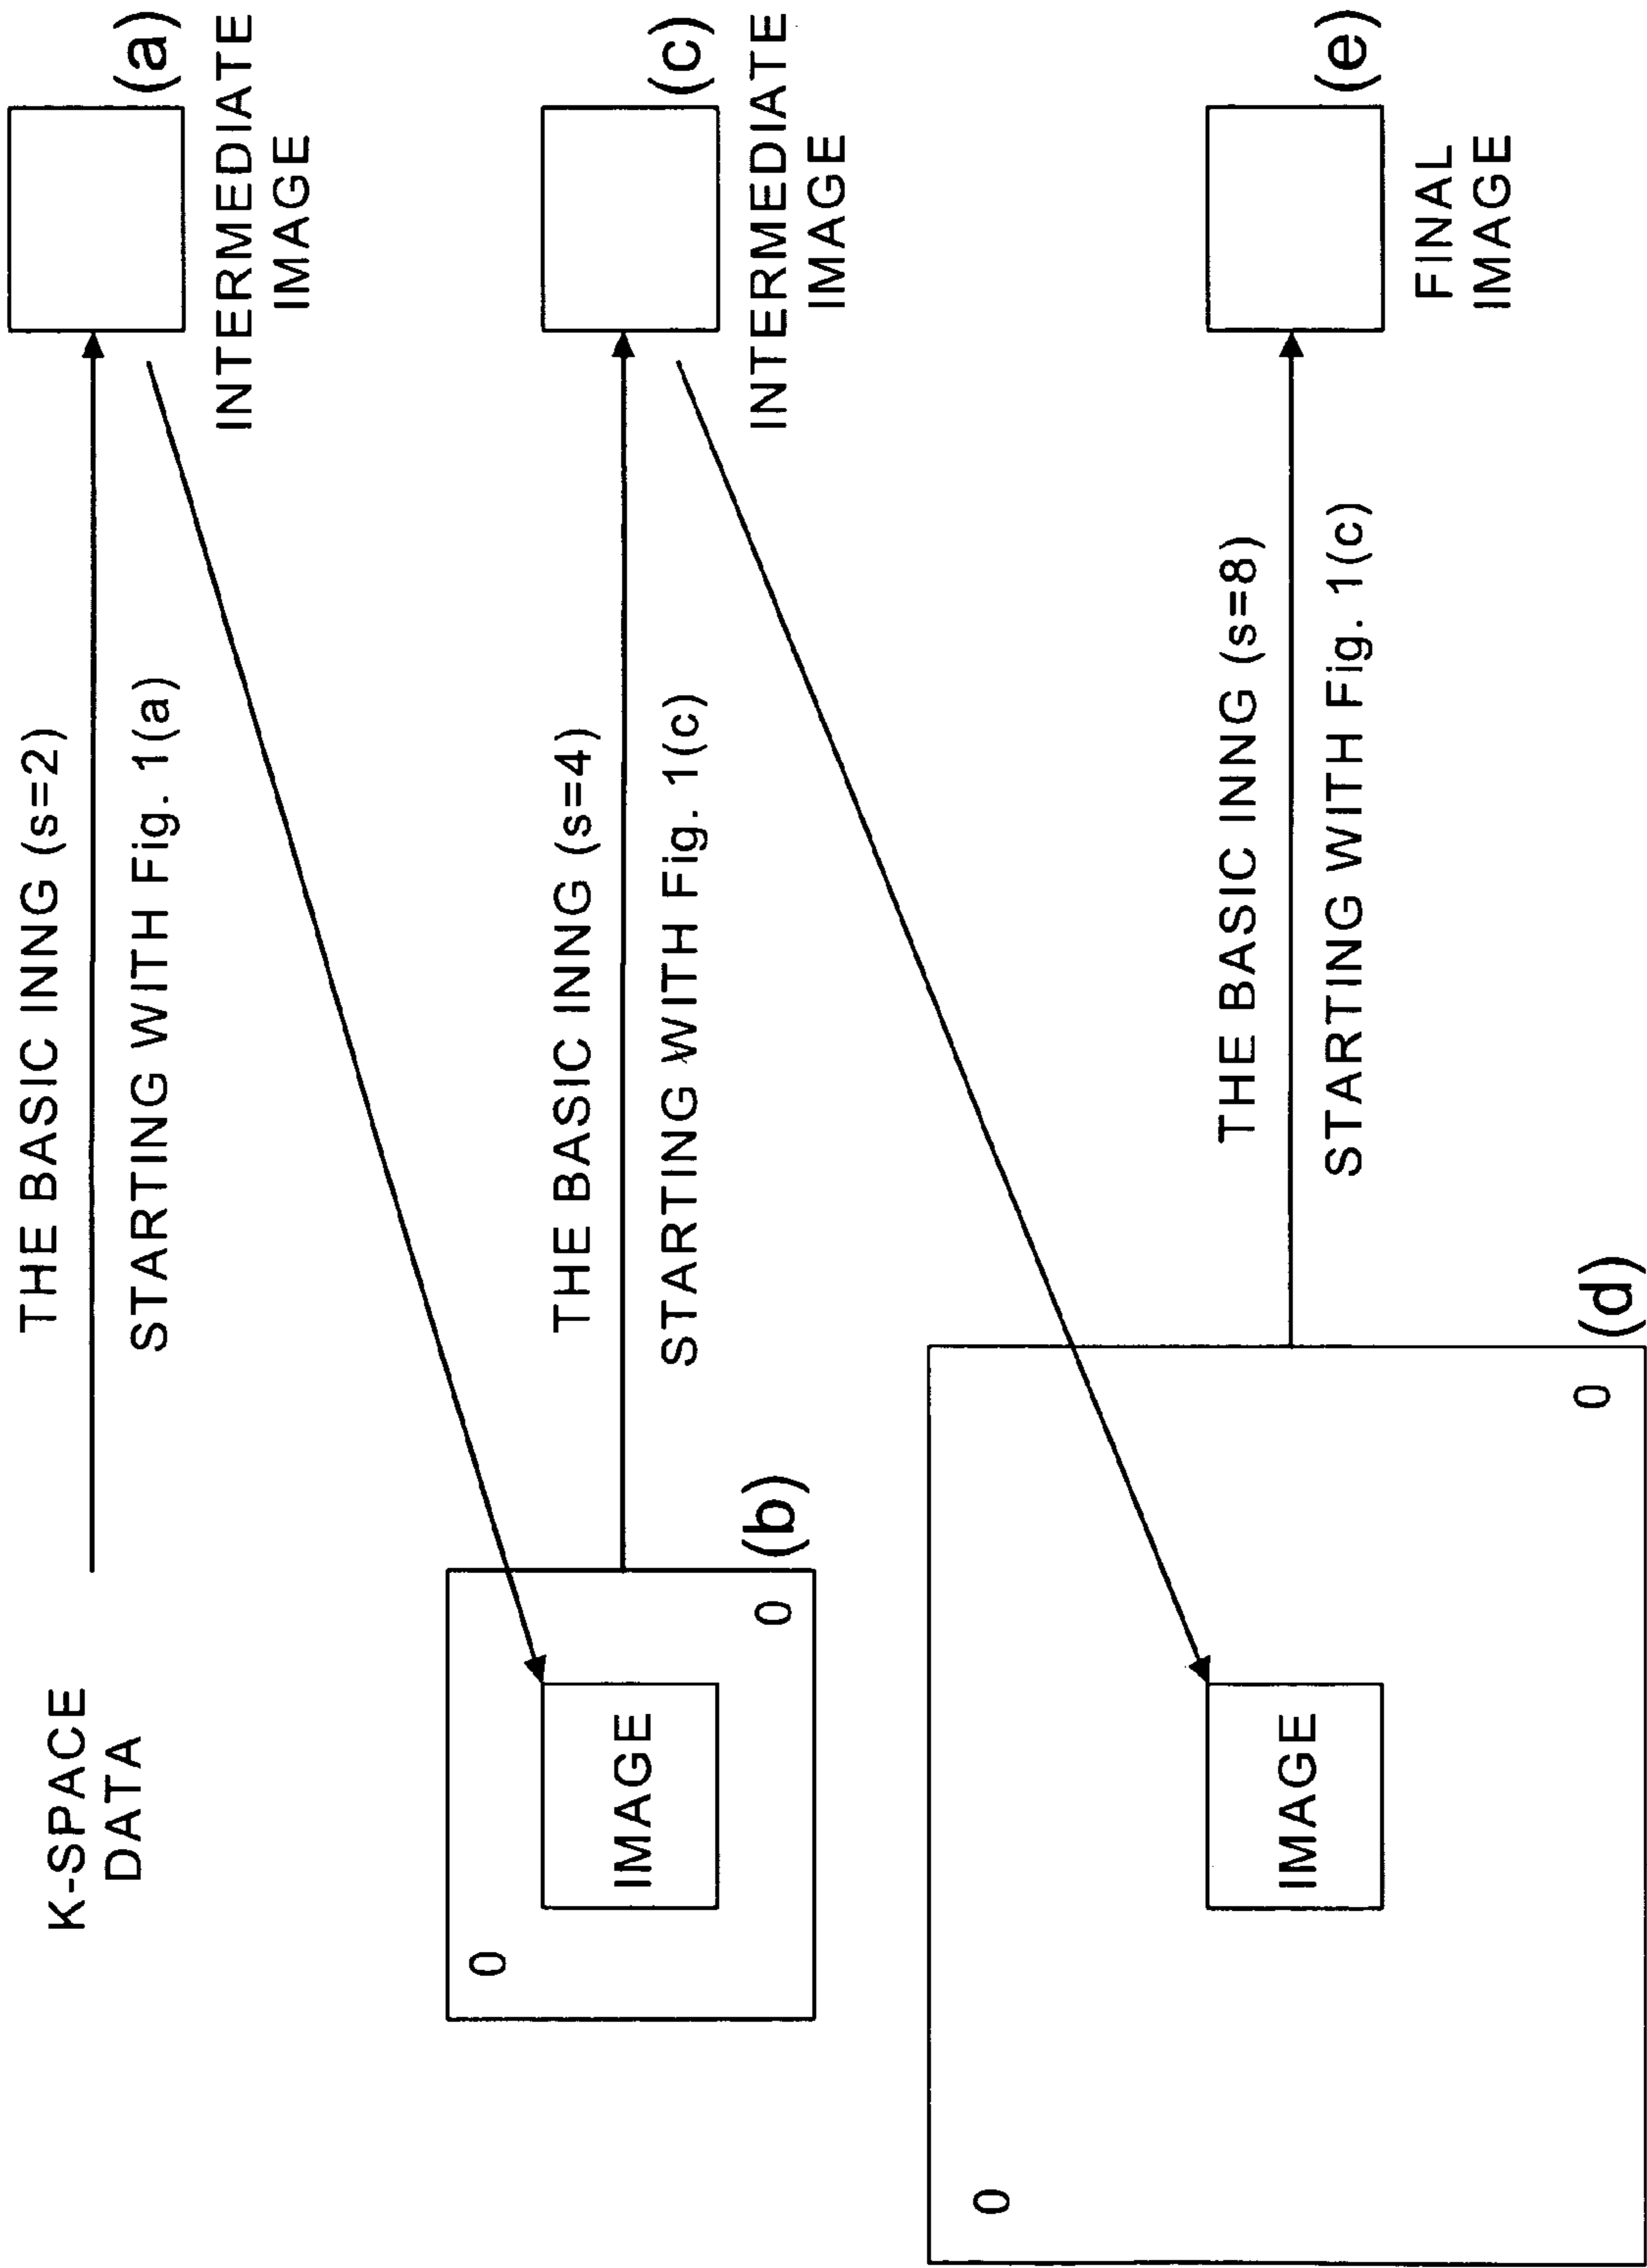 K-SPACE
DATA
THE BASIC INNG (s=2)
STARTING WITH Fig. 1(a)
(a)
INTERMEDIATE
IMAGE
0
IMAGE
0
(b)
THE BASIC INNG (s=4)
STARTING WITH Fig. 1(c)
(c)
INTERMEDIATE
IMAGE
0
IMAGE
0
(d)
THE BASIC INNG (s=8)
STARTING WITH Fig. 1(c)
(e)
FINAL
IMAGE